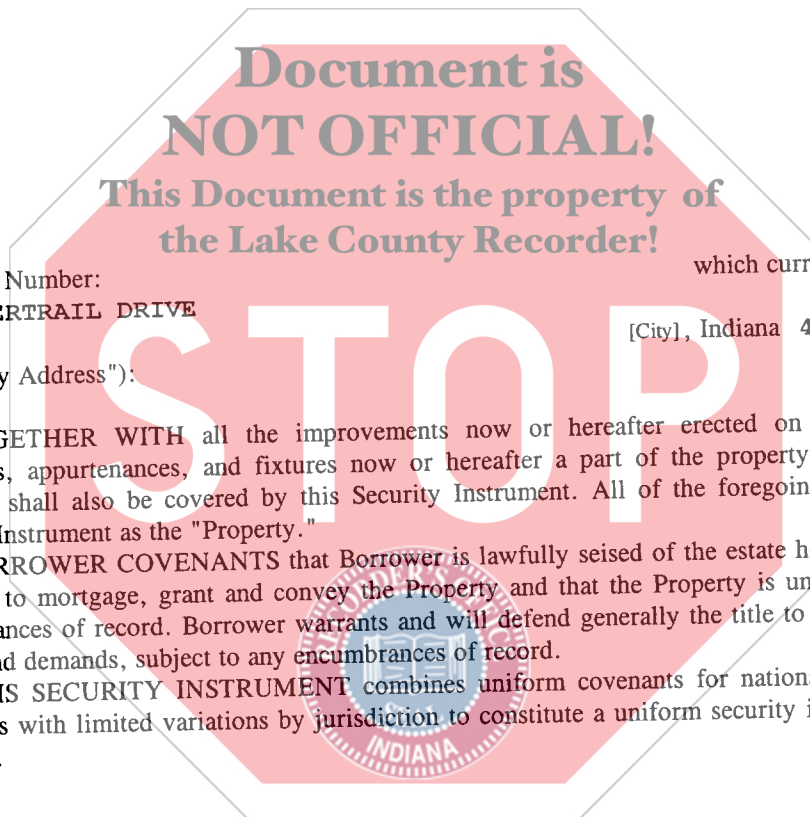 Document is
NOT OFFICIAL!
This Document is the property of
the Lake County Recorder!
Number:
which curr
ERTRAIL DRIVE
[City], Indiana 4
y Address"):
GETHER WITH all the improvements now or hereafter erected on
s, appurtenances, and fixtures now or hereafter a part of the property
shall also be covered by this Security Instrument. All of the foregoin
Instrument as the "Property."
RROWER COVENANTS that Borrower is lawfully seised of the estate h
to mortgage, grant and convey the Property and that the Property is un
ances of record. Borrower warrants and will defend generally the title to
nd demands, subject to any encumbrances of record.
IS SECURITY INSTRUMENT combines uniform covenants for nationa
s with limited variations by jurisdiction to constitute a uniform security i
STOP
RECORDER'S OFFICE
SEAL
INDIANA